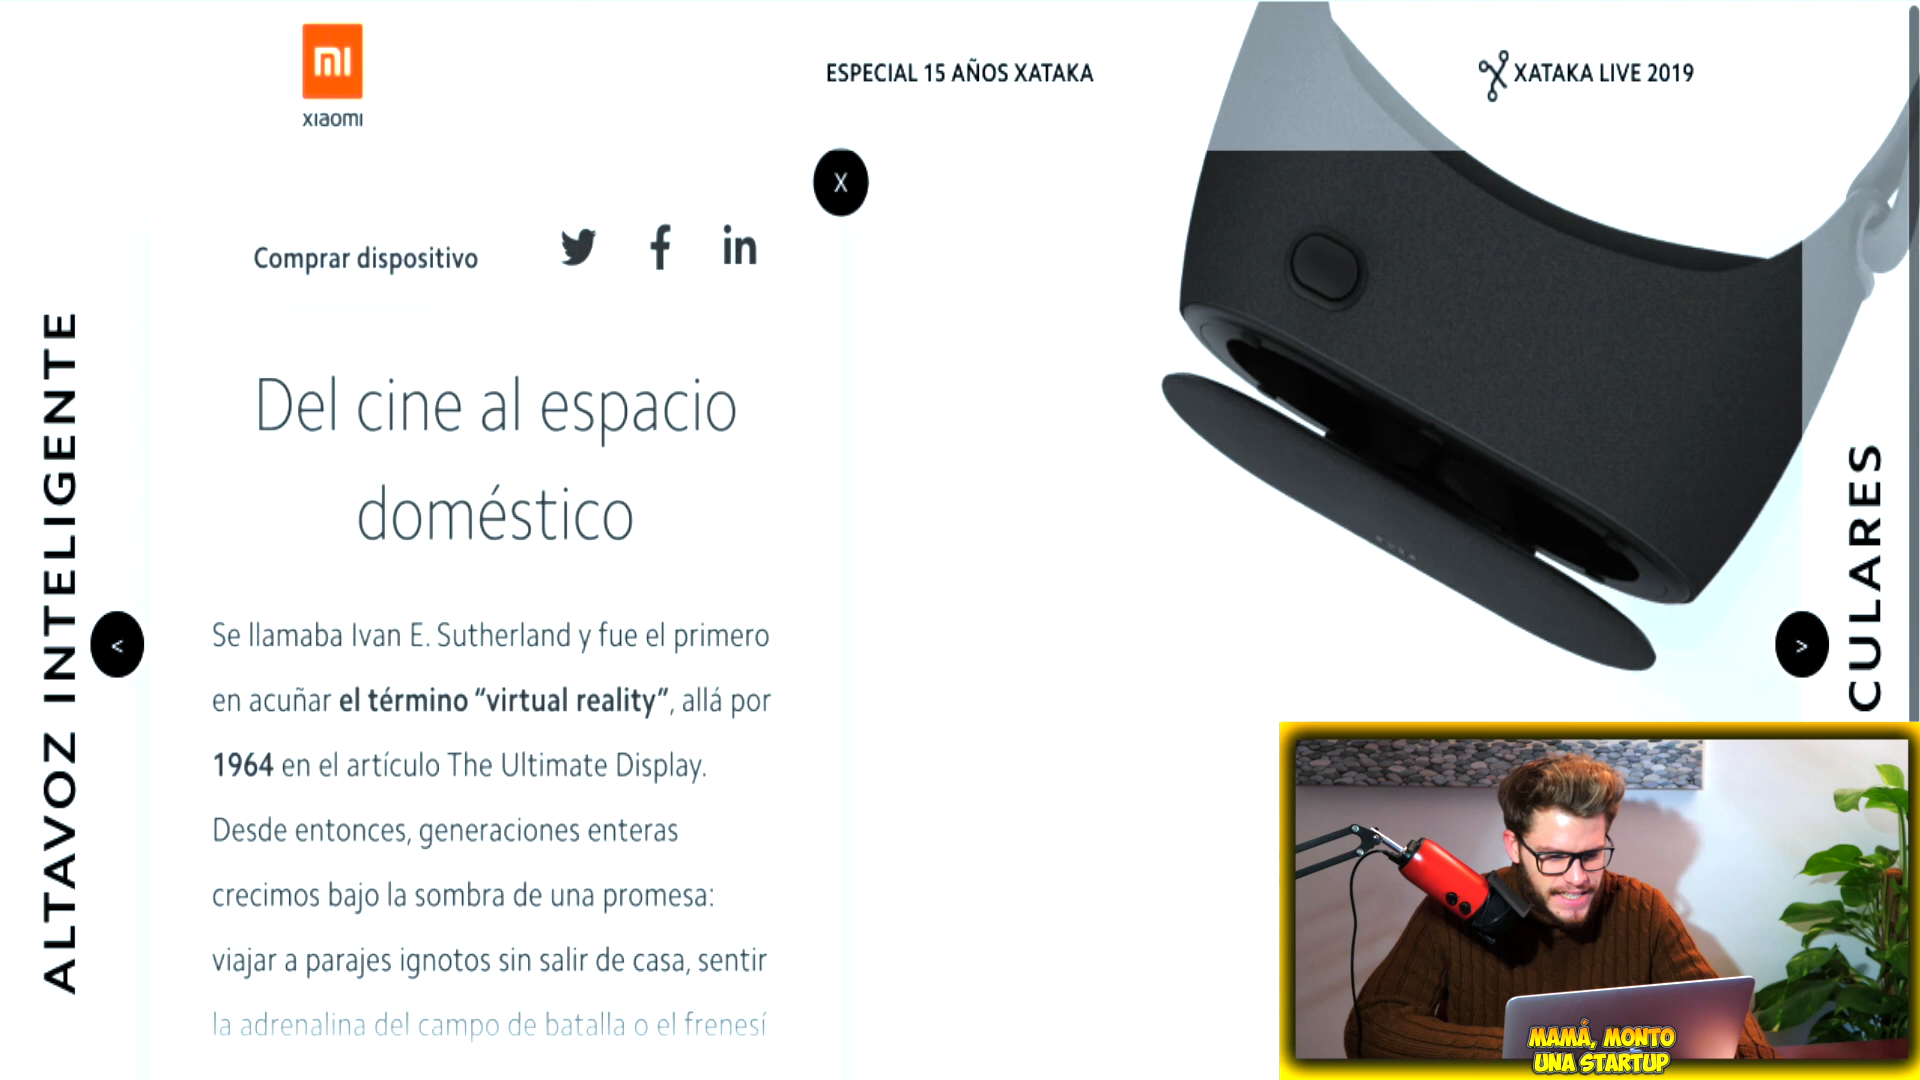 mi
xiaomi
ESPECIAL 15 AÑOS XATAKA
XATAKA LIVE 2019
X
Comprar dispositivo
Del cine al espacio
doméstico
Se llamaba Ivan E. Sutherland y fue el primero
en acuñar el término “virtual reality”, allá por
1964 en el artículo The Ultimate Display.
Desde entonces, generaciones enteras
crecimos bajo la sombra de una promesa:
viajar a parajes ignotos sin salir de casa, sentir
la adrenalina del campo de batalla o el frenesí
ALTAVOZ INTELIGENTE
<
>
CULARES
MAMÁ, MONTO
UNA STARTUP